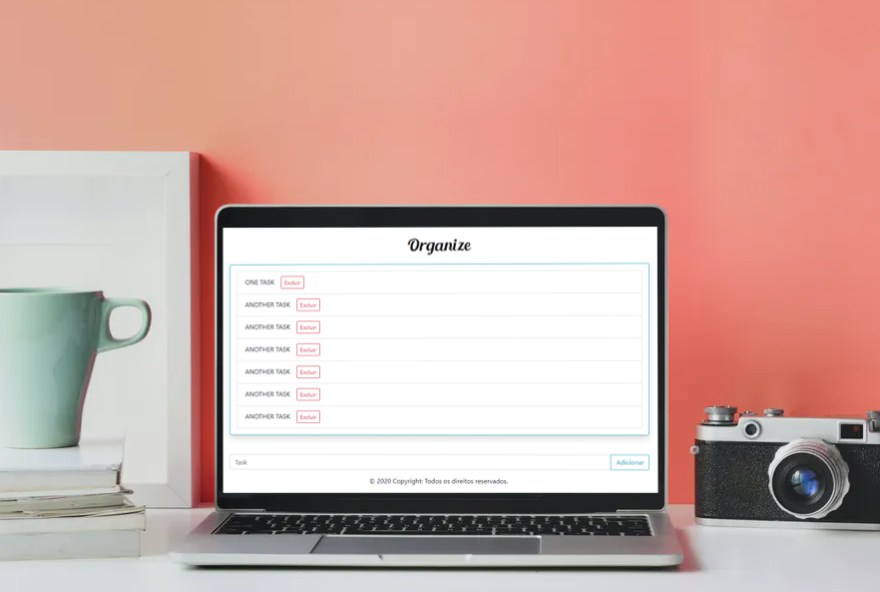 Organize
ONE TASK Excluir
ANOTHER TASK Excluir
ANOTHER TASK Excluir
ANOTHER TASK Excluir
ANOTHER TASK Excluir
ANOTHER TASK Excluir
ANOTHER TASK Excluir
Task Adicionar
© 2020 Copyright: Todos os direitos reservados.